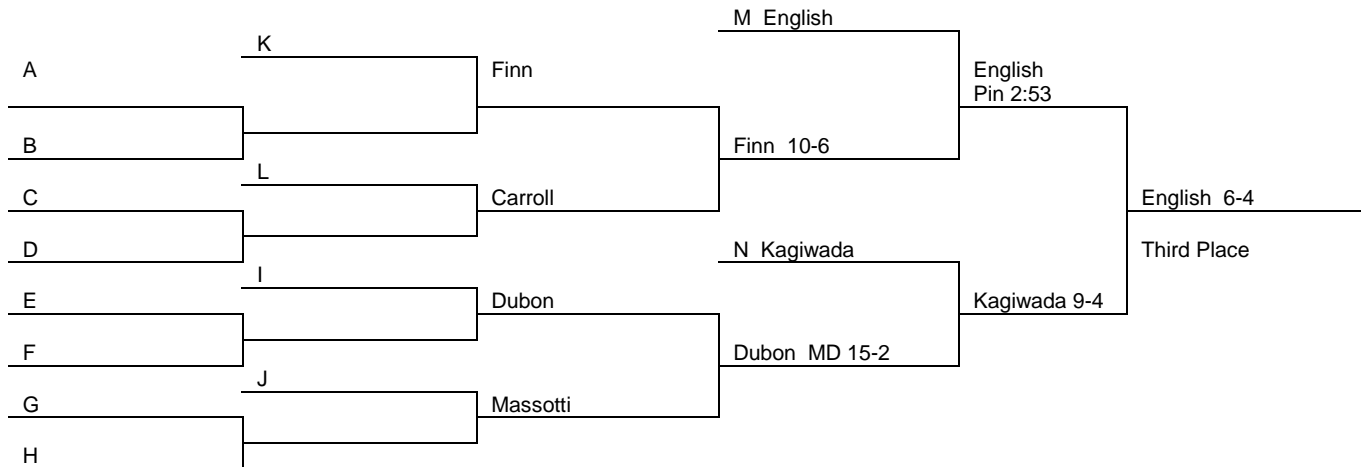 M English
K
A
Finn
English
Pin 2:53
B
Finn 10-6
L
C
Carroll
English 6-4
D
N Kagiwada
Third Place
I
E
Dubon
Kagiwada 9-4
F
Dubon MD 15-2
J
G
Massotti
H